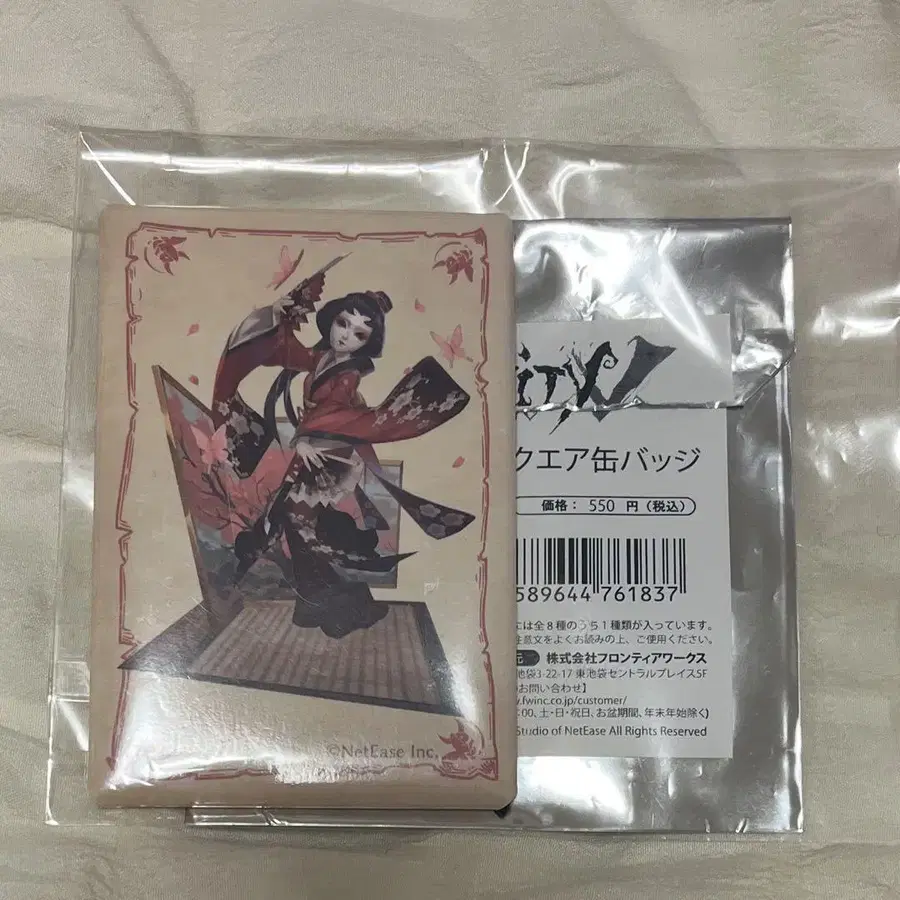 クエア缶バッジ
価格： 550 円（税込）
589644 761837
は全８種のうち１種類が入っています。
注意文をよくお読みの上、ご使用ください。
元 株式会社フロンティアワークス
池袋3-22-17 東池袋セントラルプレイス5F
のお問い合わせ】
.fwinc.co.jp/customer/
:00、土・日・祝日、お盆期間、年末年始除く)
Studio of NetEase All Rights Reserved
©NetEase Inc.